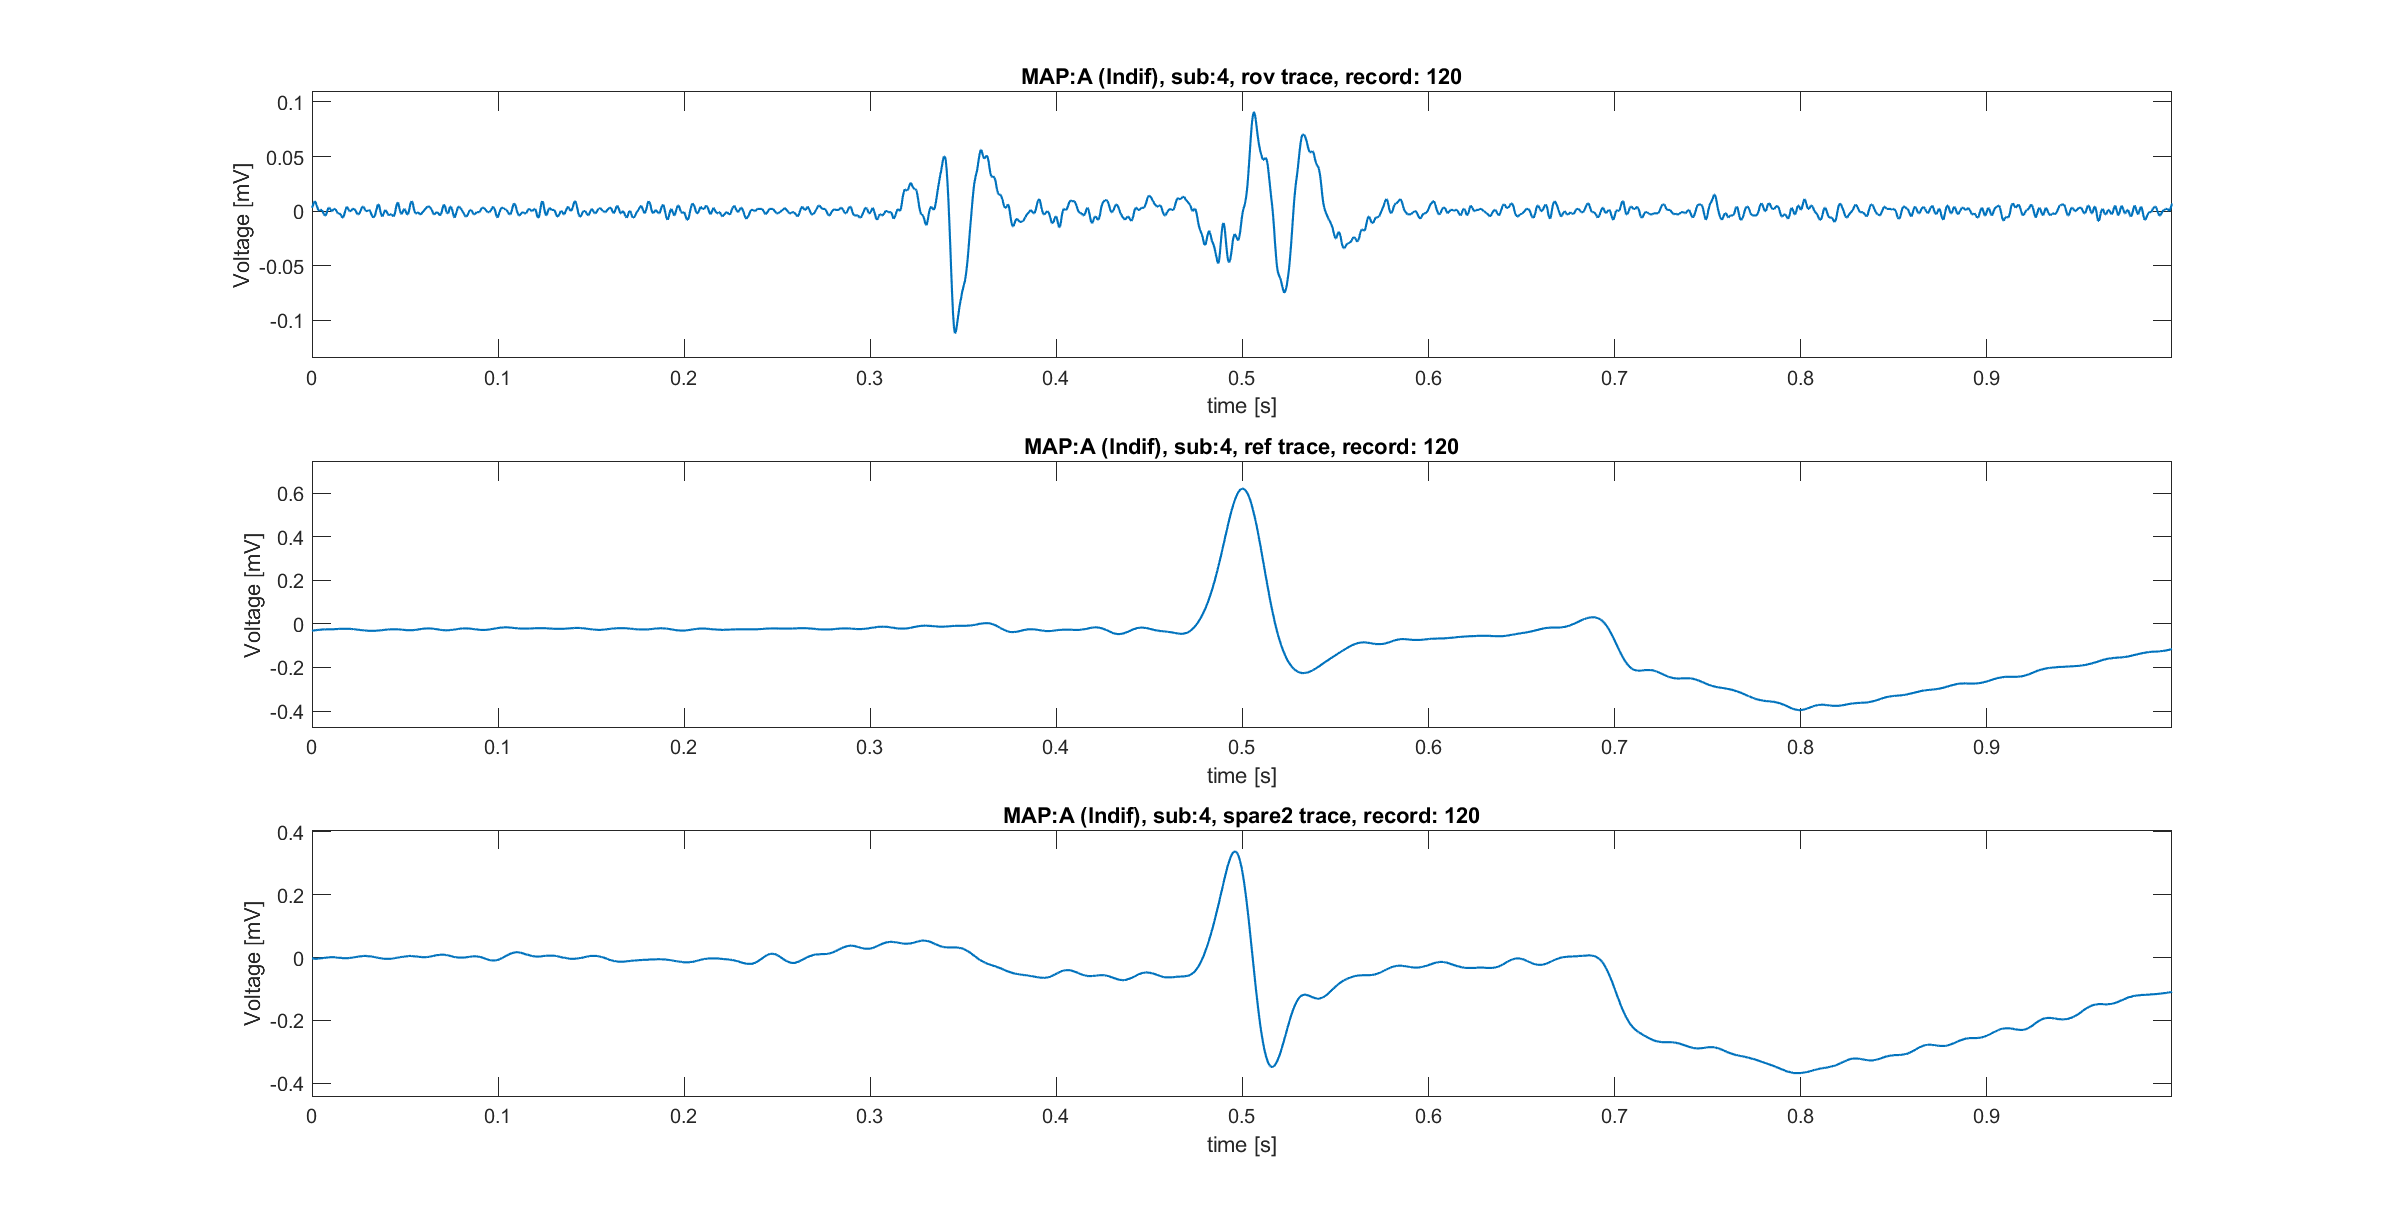 MAP:A (Indif), sub:4, rov trace, record: 120
0.1
0.05
0
-0.05
-0.1
Voltage [mV]
0 0.1 0.2 0.3 0.4 0.5 0.6 0.7 0.8 0.9
time [s]
MAP:A (Indif), sub:4, ref trace, record: 120
0.6
0.4
0.2
0
-0.2
-0.4
Voltage [mV]
0 0.1 0.2 0.3 0.4 0.5 0.6 0.7 0.8 0.9
time [s]
MAP:A (Indif), sub:4, spare2 trace, record: 120
0.4
0.2
0
-0.2
-0.4
Voltage [mV]
0 0.1 0.2 0.3 0.4 0.5 0.6 0.7 0.8 0.9
time [s]